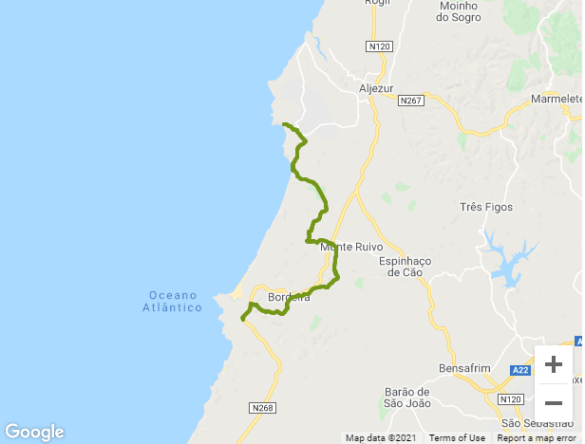 Rogil
Moinho
do Sogro
N120
Aljezur
N267
Marmelete
Três Figos
Monte Ruivo
Espinhaço
de Cão
Oceano
Atlântico
Bordeira
Bensafrim
A22
Barão de
São João
N120
N268
São Sebastião
Google
Map data ©2021
Terms of Use
Report a map error